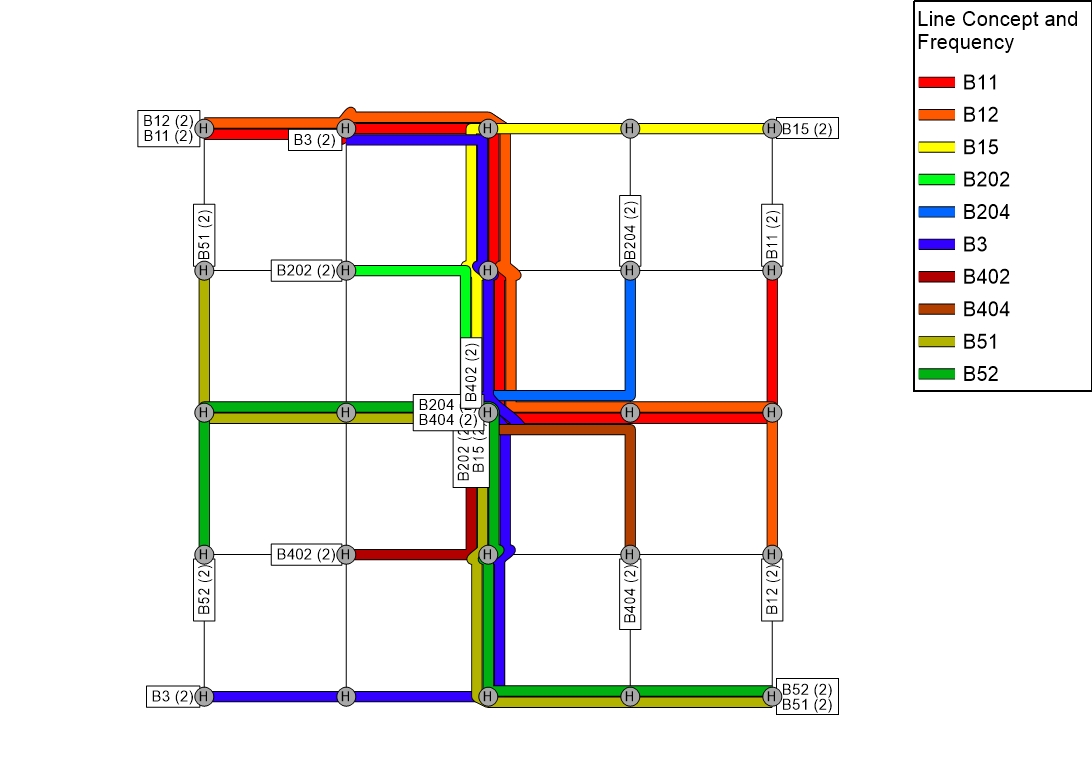 Line Concept and
Frequency
B11
B12
B15
B202
B204
B3
B402
B404
B51
B52
B12 (2)
B11 (2)
B3 (2)
H
H
H
H
H
B15 (2)
B51 (2)
B204 (2)
B11 (2)
H
B202 (2)
H
H
H
H
B402 (2)
B204
B404 (2)
H
H
H
H
H
B202 (2
B15 (2
H
B402 (2)
H
H
H
H
B52 (2)
B404 (2)
B12 (2)
B3 (2)
H
H
H
H
H
B52 (2)
B51 (2)